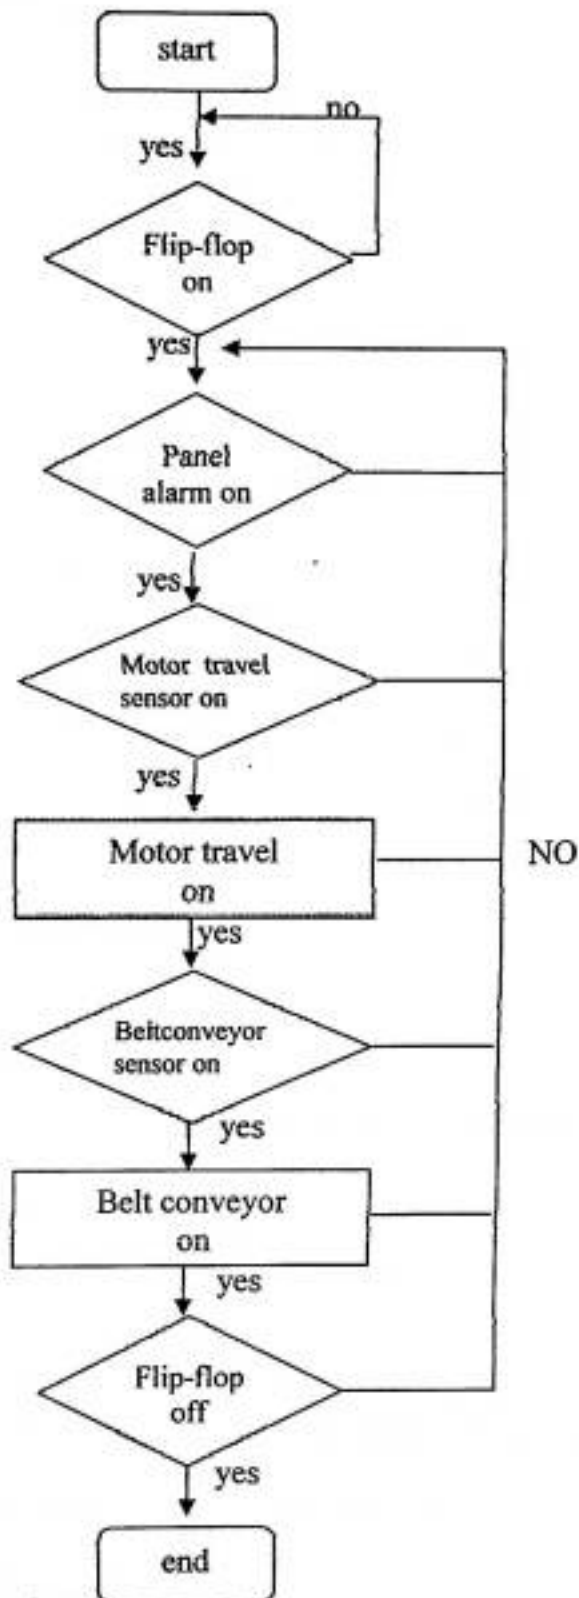 start
no
yes
Flip-flop
on
yes
Panel
alarm on
yes
Motor travel
sensor on
yes
Motor travel
on
NO
yes
Beltconveyor
sensor on
yes
Belt conveyor
on
yes
Flip-flop
off
yes
end